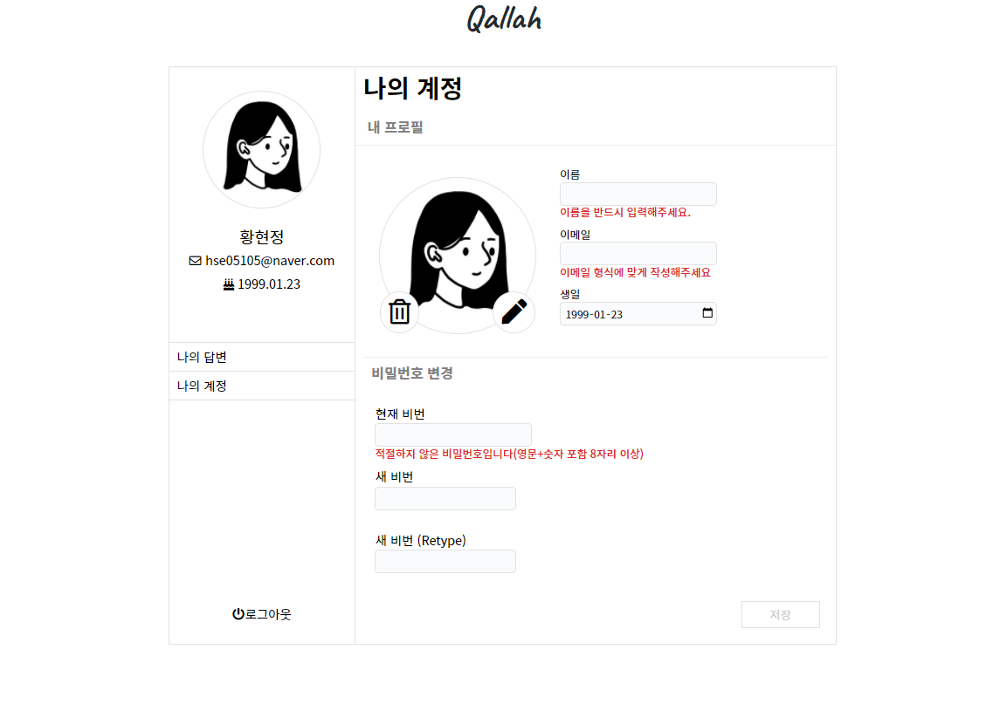 Qallah
황현정
hse05105@naver.com
1999.01.23
나의 답변
나의 계정
로그아웃
나의 계정
내 프로필
이름
이름을 반드시 입력해주세요.
이메일
이메일 형식에 맞게 작성해주세요
생일
1999-01-23
비밀번호 변경
현재 비번
적절하지 않은 비밀번호입니다(영문+숫자 포함 8자리 이상)
새 비번
새 비번 (Retype)
저장